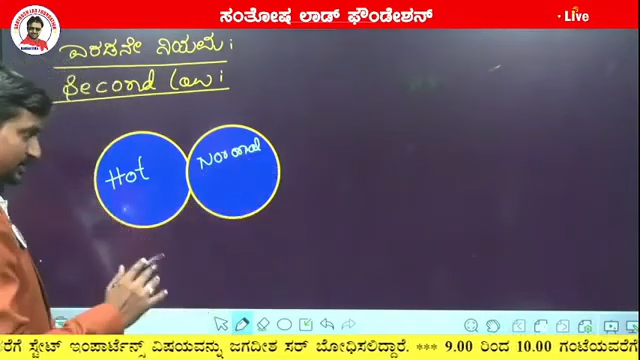 ಸಂತೋಷ ಲಾಡ್ ಫೌಂಡೇಶನ್
Live
ಎರಡನೇ ನಿಯಮ :
Second law :
Hot
Normal
ರೆಗೆ ಸ್ಟೇಟ್ ಇಂಪಾರ್ಟೆನ್ಸ್ ವಿಷಯವನ್ನು ಜಗದೀಶ ಸರ್ ಬೋಧಿಸಲಿದ್ದಾರೆ. *** 9.00 ರಿಂದ 10.00 ಗಂಟೆಯವರೆಗೆ